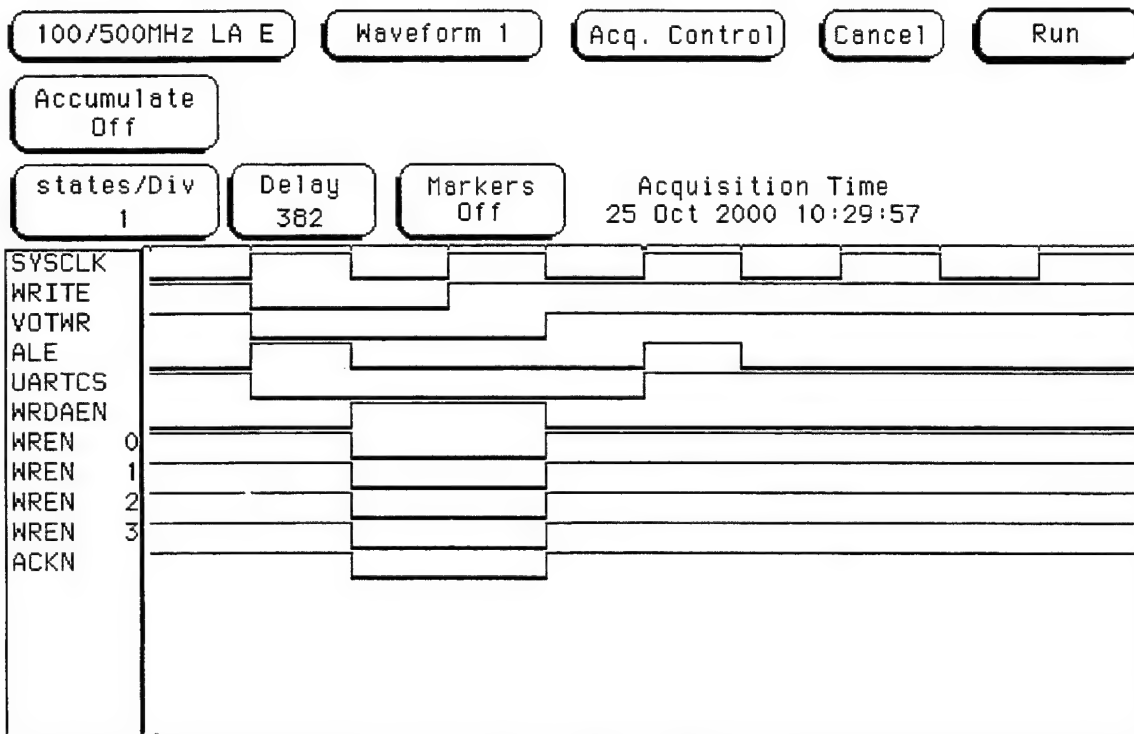 100/500MHz LA E Waveform 1 Acq. Control Cancel Run
Accumulate
Off
states/Div Delay Markers Acquisition Time
1 382 Off 25 Oct 2000 10:29:57
SYSCLK
WRITE
VOTWR
ALE
UARTCS
WRDAEN
WREN 0
WREN 1
WREN 2
WREN 3
ACKN